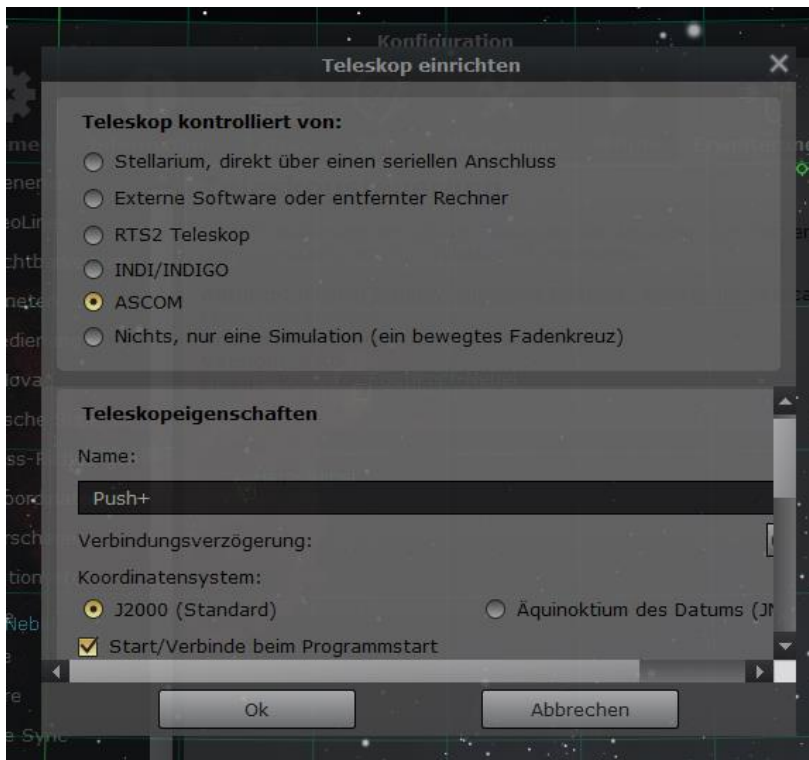 Konfiguration
Teleskop einrichten
Teleskop kontrolliert von:
Stellarium, direkt über einen seriellen Anschluss
Externe Software oder entfernter Rechner
RTS2 Teleskop
INDI/INDIGO
ASCOM
Nichts, nur eine Simulation (ein bewegtes Fadenkreuz)
Teleskopeigenschaften
Name:
Push+
Verbindungsverzögerung:
Koordinatensystem:
J2000 (Standard)
Äquinoktium des Datums (JN
Start/Verbinde beim Programmstart
Ok
Abbrechen